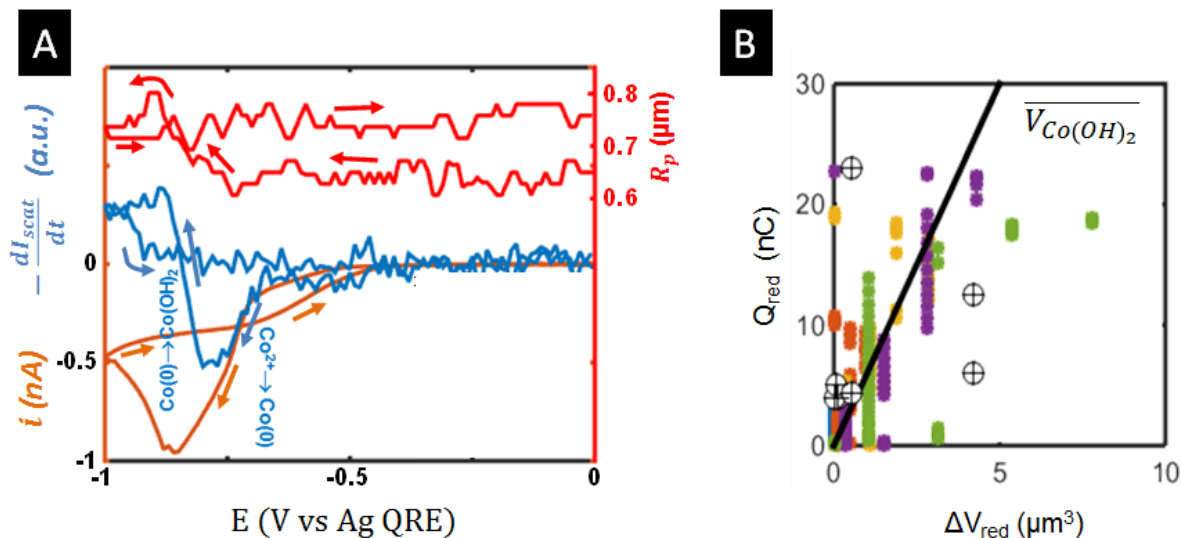 A
B
−dI_scat/dt (a.u.)
i (nA)
0
-0.5
-1
Co(0)→Co(OH)₂
Co²⁺→Co(0)
0.8
0.7
0.6
R_p (µm)
-1
-0.5
0
E (V vs Ag QRE)
30
20
10
0
Q_red (nC)
V_Co(OH)₂
0
5
10
ΔV_red (µm³)